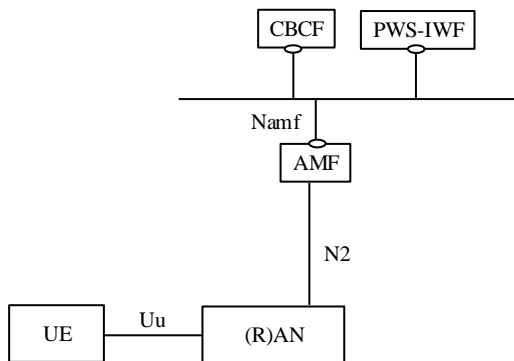 CBCF
PWS-IWF
Namf
AMF
N2
Uu
UE
(R)AN